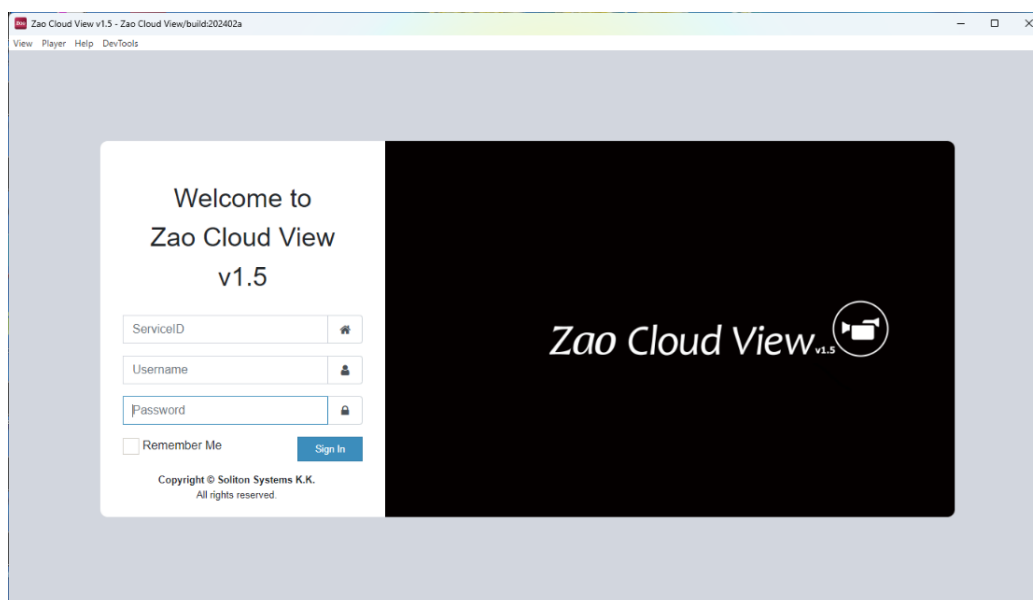 Zao Cloud View v1.5 - Zao Cloud View/build:202402a
View Player Help DevTools
Welcome to
Zao Cloud View
v1.5
ServiceID
Username
Password
Remember Me
Sign In
Copyright © Soliton Systems K.K.
All rights reserved.
Zao Cloud View v1.5